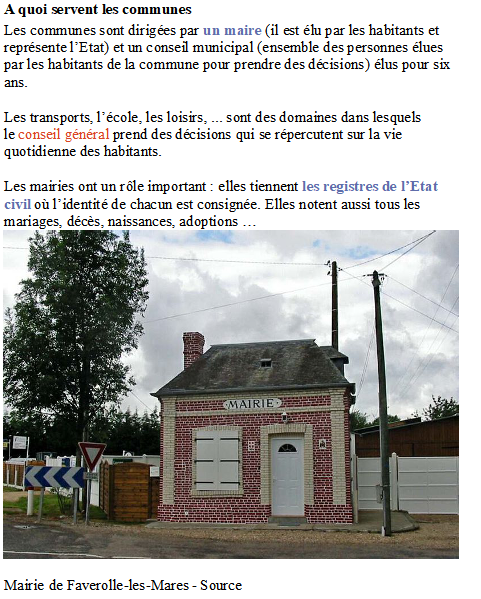 A quoi servent les communes
Les communes sont dirigées par un maire (il est élu par les habitants et
représente l’Etat) et un conseil municipal (ensemble des personnes élues
par les habitants de la commune pour prendre des décisions) élus pour six
ans.
Les transports, l’école, les loisirs, ... sont des domaines dans lesquels
le conseil général prend des décisions qui se répercutent sur la vie
quotidienne des habitants.
Les mairies ont un rôle important : elles tiennent les registres de l’Etat
civil où l’identité de chacun est consignée. Elles notent aussi tous les
mariages, décès, naissances, adoptions …
MAIRIE
Mairie de Faverolle-les-Mares - Source